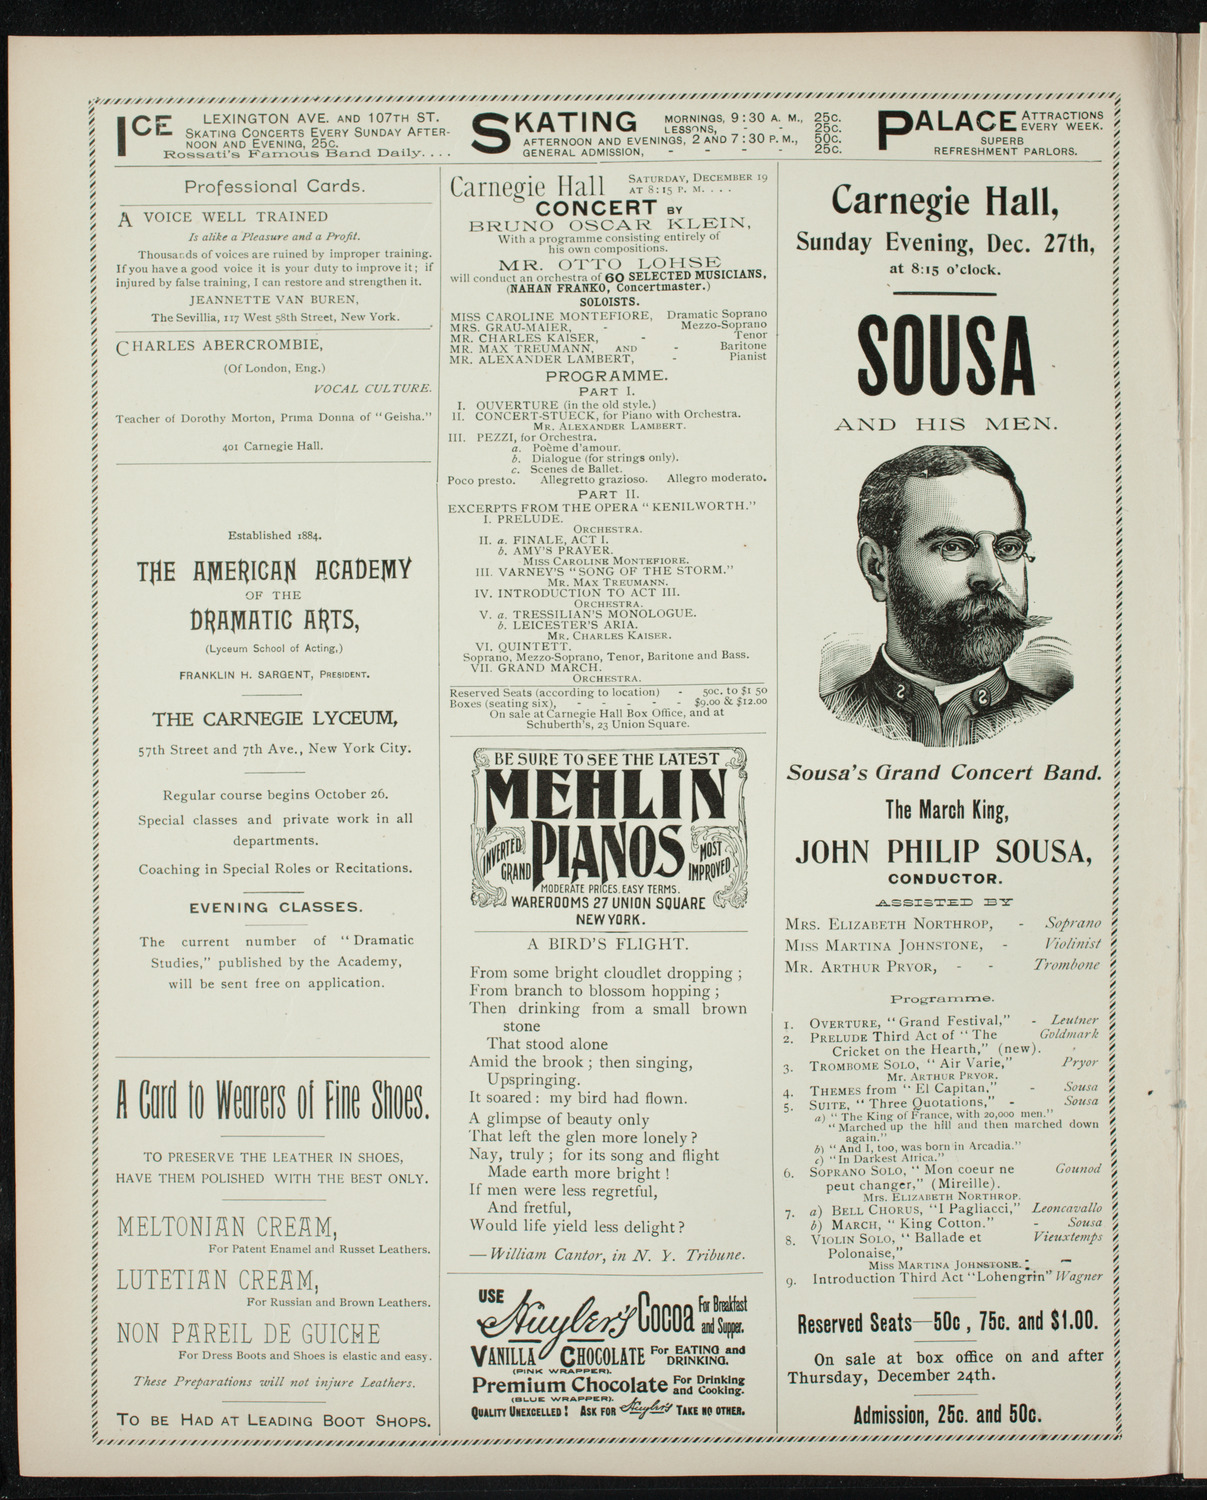 ICE
LEXINGTON AVE. AND 107TH ST.
SKATING CONCERTS EVERY SUNDAY AFTER-
NOON AND EVENING, 25C.
Rossati's Famous Band Daily. . . .
SKATING
MORNINGS, 9:30 A. M., 25C.
LESSONS, - - 25C.
AFTERNOON AND EVENINGS, 2 AND 7:30 P. M., 50C.
GENERAL ADMISSION, - - - - 25C.
PALACE
ATTRACTIONS
EVERY WEEK.
SUPERB
REFRESHMENT PARLORS.
Professional Cards.
A VOICE WELL TRAINED
Is alike a Pleasure and a Profit.
Thousands of voices are ruined by improper training.
If you have a good voice it is your duty to improve it; if
injured by false training, I can restore and strengthen it.
JEANNETTE VAN BUREN,
The Sevillia, 117 West 58th Street, New York.
CHARLES ABERCROMBIE,
(Of London, Eng.)
VOCAL CULTURE.
Teacher of Dorothy Morton, Prima Donna of "Geisha."
401 Carnegie Hall.
Established 1884.
THE AMERICAN ACADEMY
OF THE
DRAMATIC ARTS,
(Lyceum School of Acting,)
FRANKLIN H. SARGENT, PRESIDENT.
THE CARNEGIE LYCEUM,
57th Street and 7th Ave., New York City.
Regular course begins October 26.
Special classes and private work in all
departments.
Coaching in Special Roles or Recitations.
EVENING CLASSES.
The current number of "Dramatic
Studies," published by the Academy,
will be sent free on application.
A Card to Wearers of Fine Shoes.
TO PRESERVE THE LEATHER IN SHOES,
HAVE THEM POLISHED WITH THE BEST ONLY.
MELTONIAN CREAM,
For Patent Enamel and Russet Leathers.
LUTETIAN CREAM,
For Russian and Brown Leathers.
NON PAREIL DE GUICHE
For Dress Boots and Shoes is elastic and easy.
These Preparations will not injure Leathers.
TO BE HAD AT LEADING BOOT SHOPS.
Carnegie Hall
SATURDAY, DECEMBER 19
AT 8:15 P. M. . . .
CONCERT BY
BRUNO OSCAR KLEIN,
With a programme consisting entirely of
his own compositions.
MR. OTTO LOHSE
will conduct an orchestra of 60 SELECTED MUSICIANS,
(NAHAN FRANKO, Concertmaster.)
SOLOISTS.
MISS CAROLINE MONTEFIORE, Dramatic Soprano
MRS. GRAU-MAIER, - Mezzo-Soprano
MR. CHARLES KAISER, - Tenor
MR. MAX TREUMANN, AND - Baritone
MR. ALEXANDER LAMBERT, - Pianist
PROGRAMME.
PART I.
I. OUVERTURE (in the old style.)
II. CONCERT-STUECK, for Piano with Orchestra.
MR. ALEXANDER LAMBERT.
III. PEZZI, for Orchestra.
a. Poème d'amour.
b. Dialogue (for strings only).
c. Scenes de Ballet.
Poco presto. Allegretto grazioso. Allegro moderato.
PART II.
EXCERPTS FROM THE OPERA "KENILWORTH."
I. PRELUDE.
ORCHESTRA.
II. a. FINALE, ACT I.
b. AMY'S PRAYER.
MISS CAROLINE MONTEFIORE.
III. VARNEY'S "SONG OF THE STORM."
MR. MAX TREUMANN.
IV. INTRODUCTION TO ACT III.
ORCHESTRA.
V. a. TRESSILIAN'S MONOLOGUE.
b. LEICESTER'S ARIA.
MR. CHARLES KAISER.
VI. QUINTETT.
Soprano, Mezzo-Soprano, Tenor, Baritone and Bass.
VII. GRAND MARCH.
ORCHESTRA.
Reserved Seats (according to location) - 50c. to $1 50
Boxes (seating six), - - - - - $9.00 & $12.00
On sale at Carnegie Hall Box Office, and at
Schuberth's, 23 Union Square.
BE SURE TO SEE THE LATEST
MEHLIN
PIANOS
INVERTED
GRAND
MOST
IMPROVED
MODERATE PRICES. EASY TERMS.
WAREROOMS 27 UNION SQUARE
NEW YORK.
A BIRD'S FLIGHT.
From some bright cloudlet dropping;
From branch to blossom hopping;
Then drinking from a small brown
stone
That stood alone
Amid the brook; then singing,
Upspringing.
It soared: my bird had flown.
A glimpse of beauty only
That left the glen more lonely?
Nay, truly; for its song and flight
Made earth more bright!
If men were less regretful,
And fretful,
Would life yield less delight?
—William Cantor, in N. Y. Tribune.
USE
Huyler's Cocoa For Breakfast
and Supper.
VANILLA CHOCOLATE For EATING and
DRINKING.
(PINK WRAPPER).
Premium Chocolate For Drinking
and Cooking.
(BLUE WRAPPER).
QUALITY UNEXCELLED! ASK FOR Huyler's TAKE NO OTHER.
Carnegie Hall,
Sunday Evening, Dec. 27th,
at 8:15 o'clock.
SOUSA
AND HIS MEN.
Sousa's Grand Concert Band.
The March King,
JOHN PHILIP SOUSA,
CONDUCTOR.
ASSISTED BY
MRS. ELIZABETH NORTHROP, - Soprano
MISS MARTINA JOHNSTONE, - Violinist
MR. ARTHUR PRYOR, - - Trombone
Programme.
1. OVERTURE, "Grand Festival," - Leutner
2. PRELUDE Third Act of "The Goldmark
Cricket on the Hearth," (new).
3. TROMBOME SOLO, "Air Varie," Pryor
Mr. ARTHUR PRYOR.
4. THEMES from "El Capitan," - Sousa
5. SUITE, "Three Quotations," - Sousa
a) "The King of France, with 20,000 men."
"Marched up the hill and then marched down
again."
b) "And I, too, was born in Arcadia."
c) "In Darkest Africa."
6. SOPRANO SOLO, "Mon coeur ne Gounod
peut changer," (Mireille).
MRS. ELIZABETH NORTHROP.
7. a) BELL CHORUS, "I Pagliacci," Leoncavallo
b) MARCH, "King Cotton." - Sousa
8. VIOLIN SOLO, "Ballade et Vieuxtemps
Polonaise,"
MISS MARTINA JOHNSTONE.
9. Introduction Third Act "Lohengrin" Wagner
Reserved Seats—50c, 75c. and $1.00.
On sale at box office on and after
Thursday, December 24th.
Admission, 25c. and 50c.